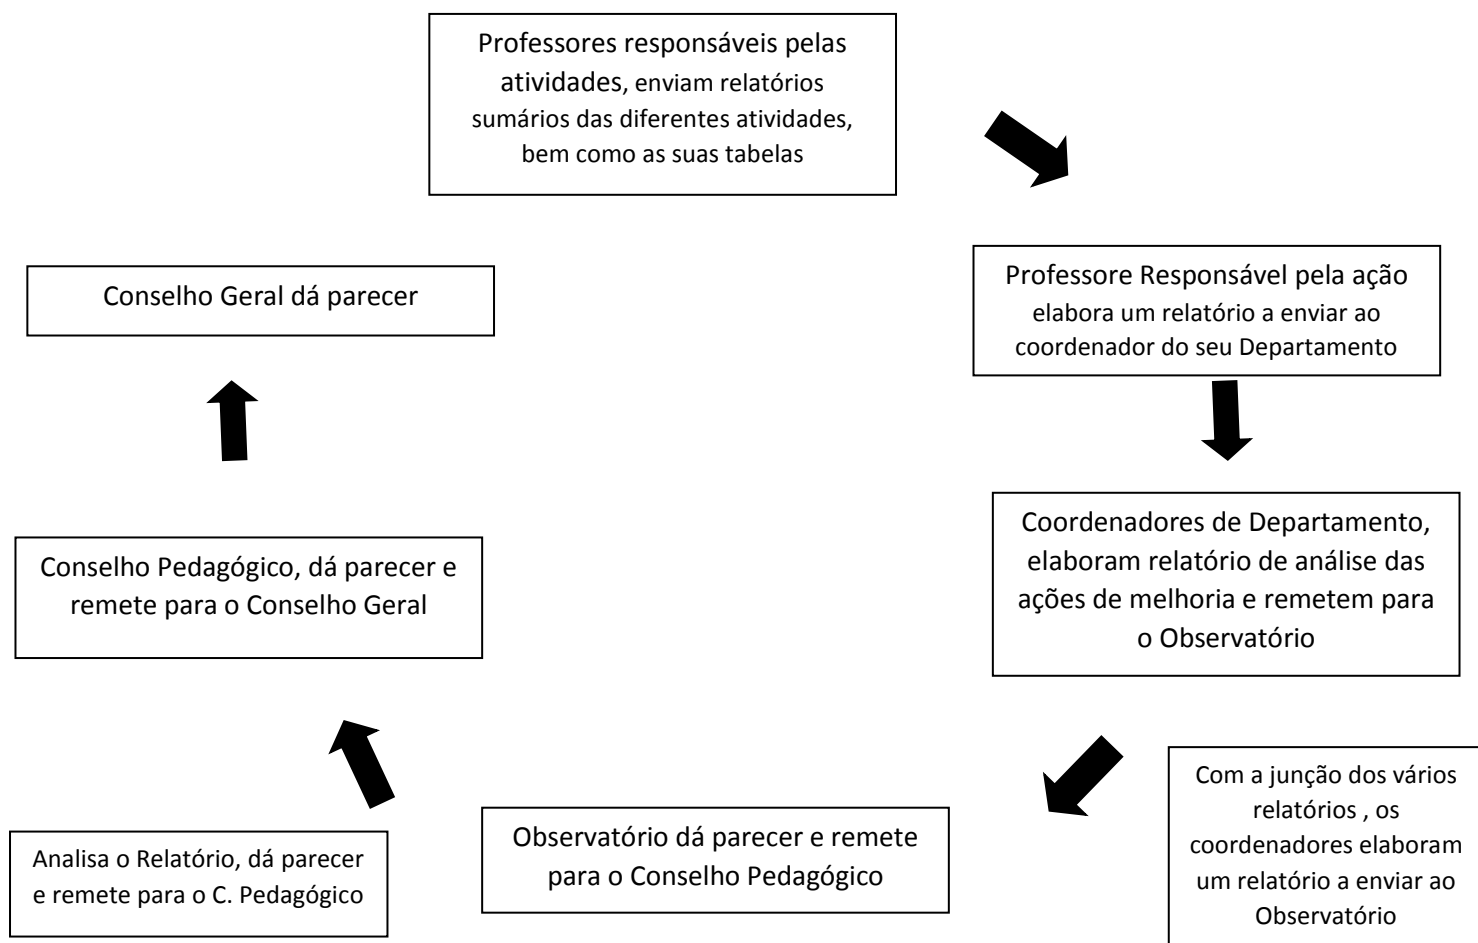 Professores responsáveis pelas
atividades, enviam relatórios
sumários das diferentes atividades,
bem como as suas tabelas
Conselho Geral dá parecer
Professore Responsável pela ação
elabora um relatório a enviar ao
coordenador do seu Departamento
Coordenadores de Departamento,
elaboram relatório de análise das
ações de melhoria e remetem para
o Observatório
Conselho Pedagógico, dá parecer e
remete para o Conselho Geral
Com a junção dos vários
relatórios , os
coordenadores elaboram
um relatório a enviar ao
Observatório
Observatório dá parecer e remete
para o Conselho Pedagógico
Analisa o Relatório, dá parecer
e remete para o C. Pedagógico